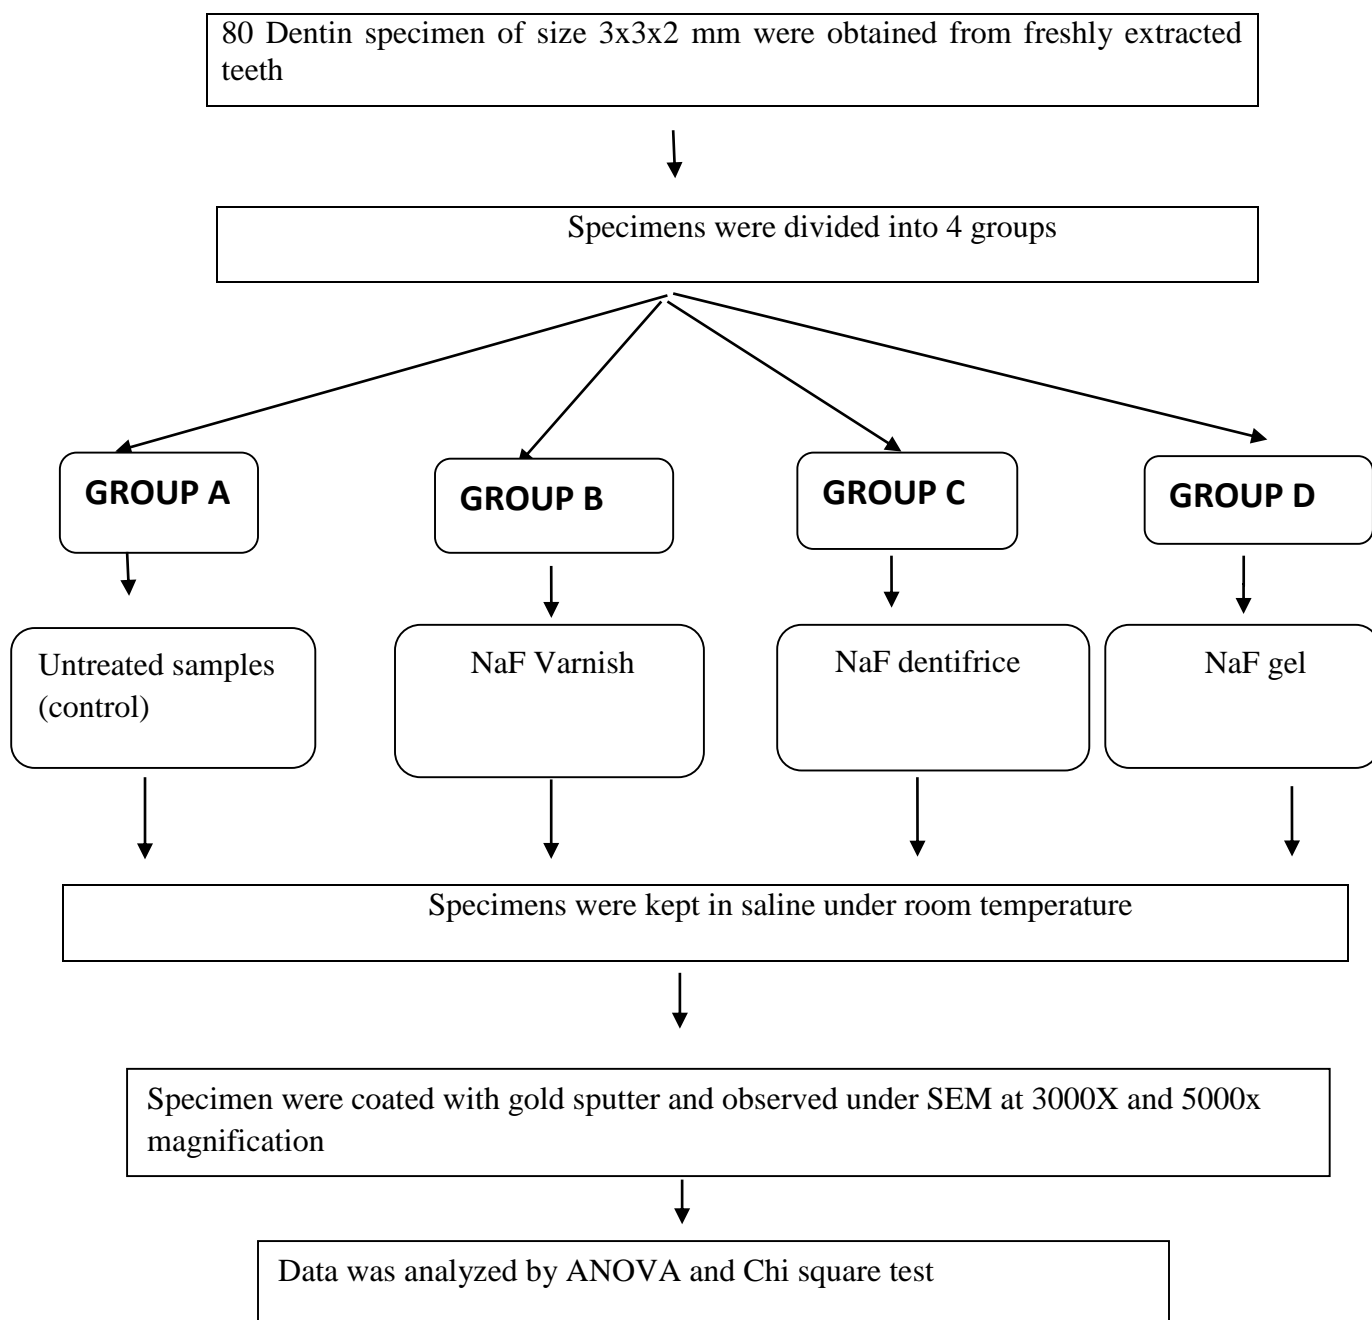 80 Dentin specimen of size 3x3x2 mm were obtained from freshly extracted
teeth
Specimens were divided into 4 groups
GROUP A
GROUP B
GROUP C
GROUP D
Untreated samples
(control)
NaF Varnish
NaF dentifrice
NaF gel
Specimens were kept in saline under room temperature
Specimen were coated with gold sputter and observed under SEM at 3000X and 5000x
magnification
Data was analyzed by ANOVA and Chi square test